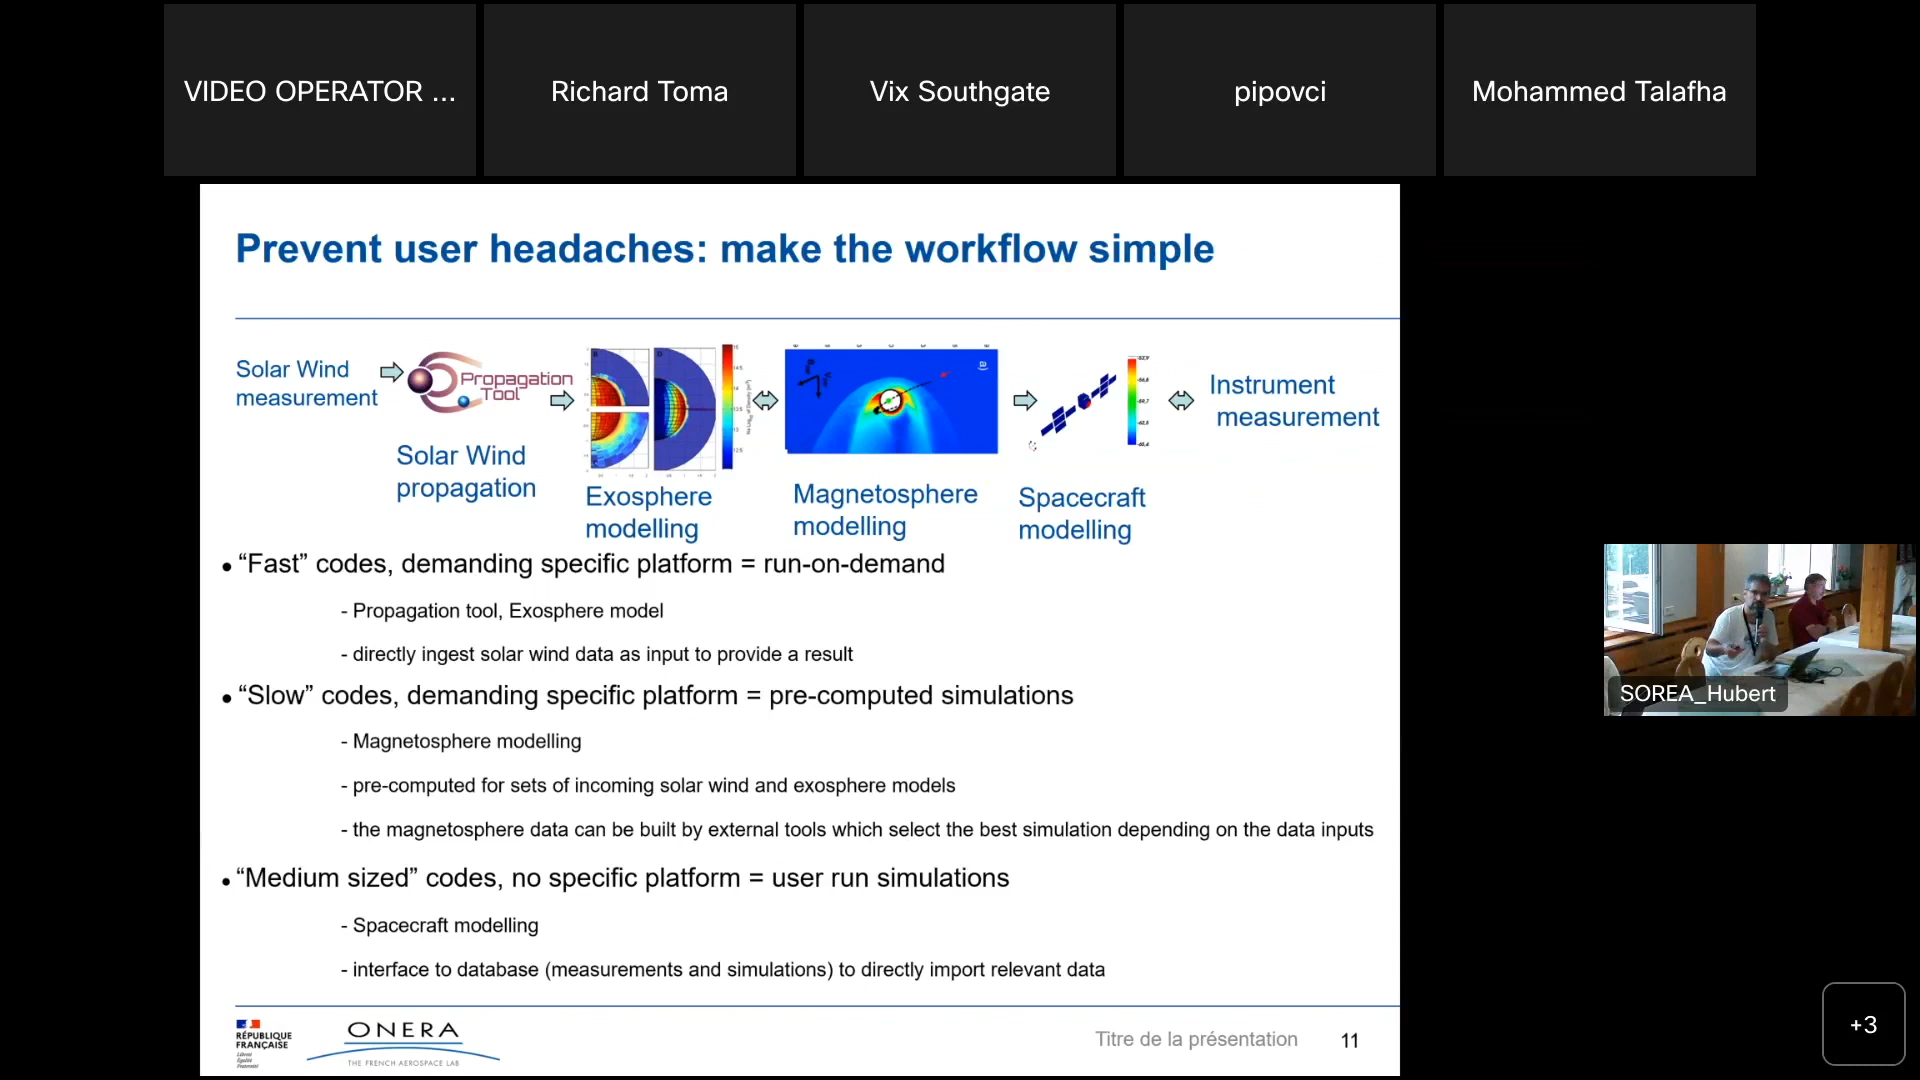 VIDEO OPERATOR ...
Richard Toma
Vix Southgate
pipovci
Mohammed Talafha
Prevent user headaches: make the workflow simple
Solar Wind
measurement
Propagation
Tool
Solar Wind
propagation
Exosphere
modelling
Magnetosphere
modelling
Spacecraft
modelling
Instrument
measurement
• “Fast” codes, demanding specific platform = run-on-demand
- Propagation tool, Exosphere model
- directly ingest solar wind data as input to provide a result
• “Slow” codes, demanding specific platform = pre-computed simulations
- Magnetosphere modelling
- pre-computed for sets of incoming solar wind and exosphere models
- the magnetosphere data can be built by external tools which select the best simulation depending on the data inputs
• “Medium sized” codes, no specific platform = user run simulations
- Spacecraft modelling
- interface to database (measurements and simulations) to directly import relevant data
SOREA_Hubert
RÉPUBLIQUE
FRANÇAISE
Liberté
Égalité
Fraternité
ONERA
THE FRENCH AEROSPACE LAB
Titre de la présentation
11
+3